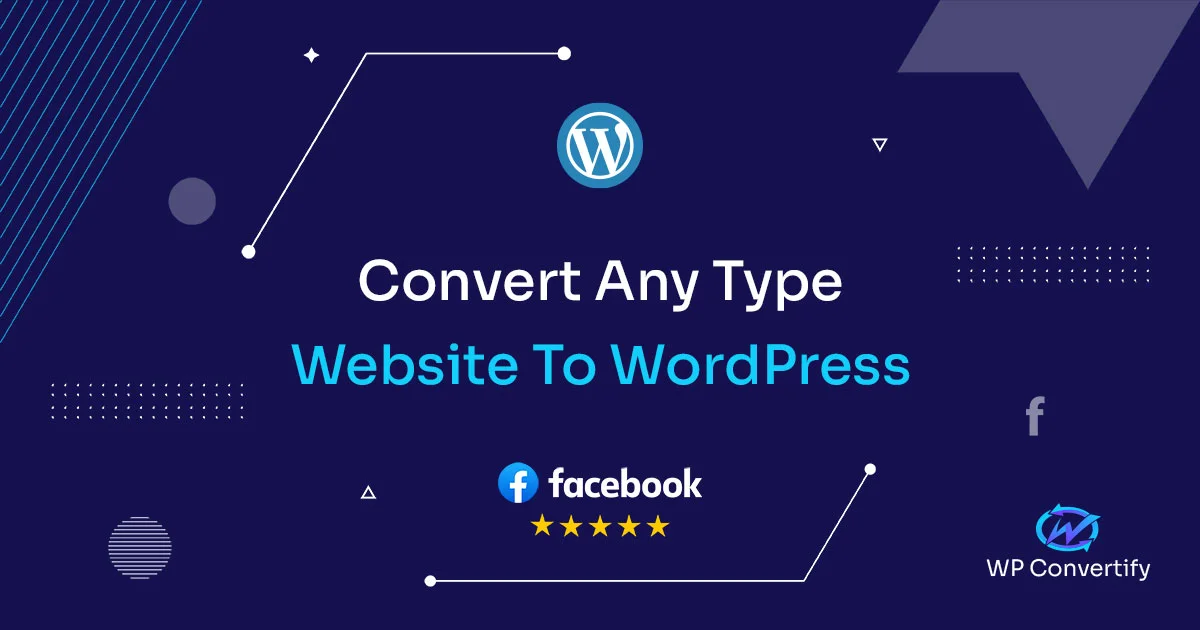 Convert Any Type
Website To WordPress
facebook
f
WP Convertify